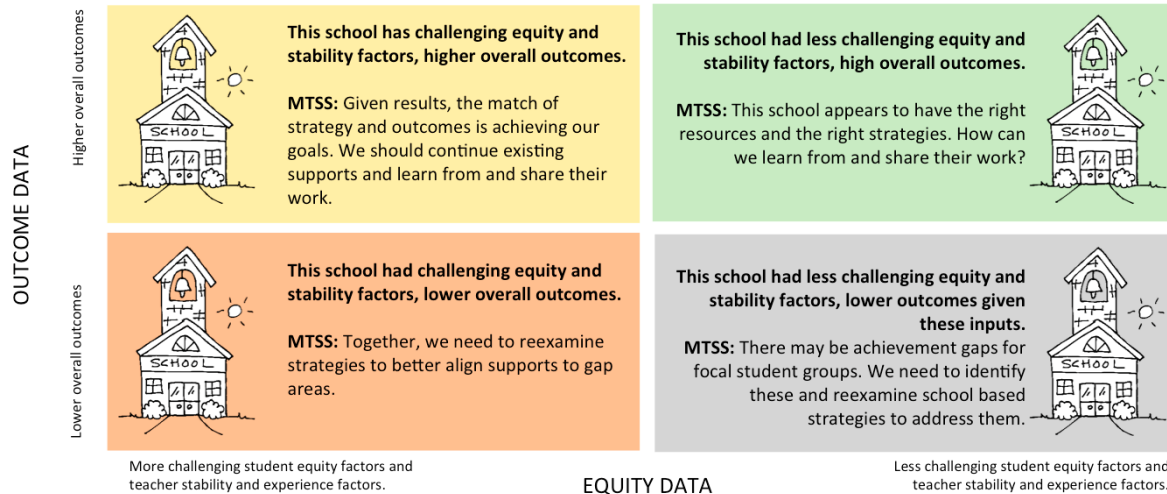 OUTCOME DATA
Higher overall outcomes
Lower overall outcomes
SCHOOL
This school has challenging equity and
stability factors, higher overall outcomes.
MTSS: Given results, the match of
strategy and outcomes is achieving our
goals. We should continue existing
supports and learn from and share their
work.
This school had less challenging equity and
stability factors, high overall outcomes.
MTSS: This school appears to have the right
resources and the right strategies. How can
we learn from and share their work?
SCHOOL
SCHOOL
This school had challenging equity and
stability factors, lower overall outcomes.
MTSS: Together, we need to reexamine
strategies to better align supports to gap
areas.
This school had less challenging equity and
stability factors, lower outcomes given
these inputs.
MTSS: There may be achievement gaps for
focal student groups. We need to identify
these and reexamine school based
strategies to address them.
SCHOOL
More challenging student equity factors and
teacher stability and experience factors.
EQUITY DATA
Less challenging student equity factors and
teacher stability and experience factors.